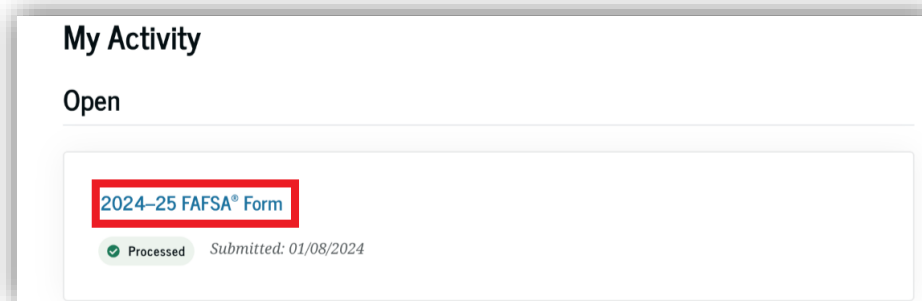 My Activity
Open
2024–25 FAFSA® Form
Processed Submitted: 01/08/2024